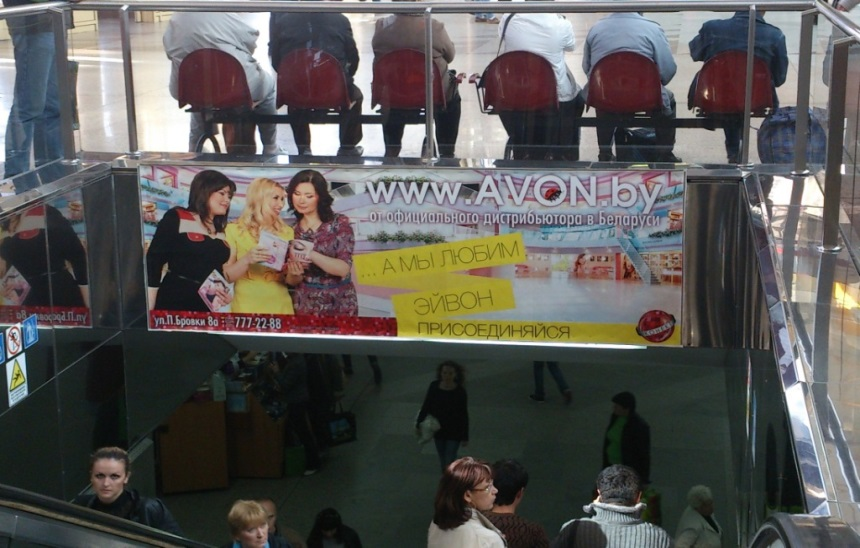 www.AVON.by
от официального дистрибьютора в Беларуси
... А МЫ ЛЮБИМ
ЭЙВОН
ПРИСОЕДИНЯЙСЯ
ул.П.Бровки 8а 777-22-88